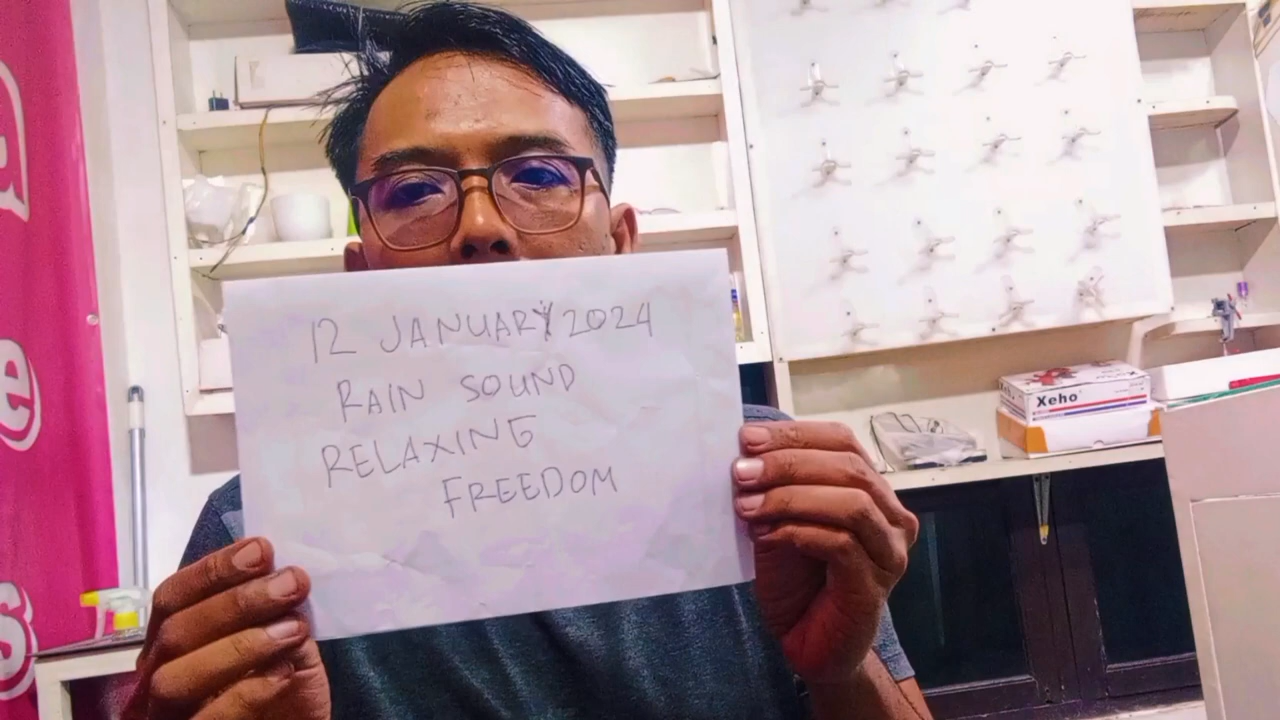 12 JANUARY 2024
RAIN SOUND
RELAXING
FREEDOM
Xeho
a
e
s